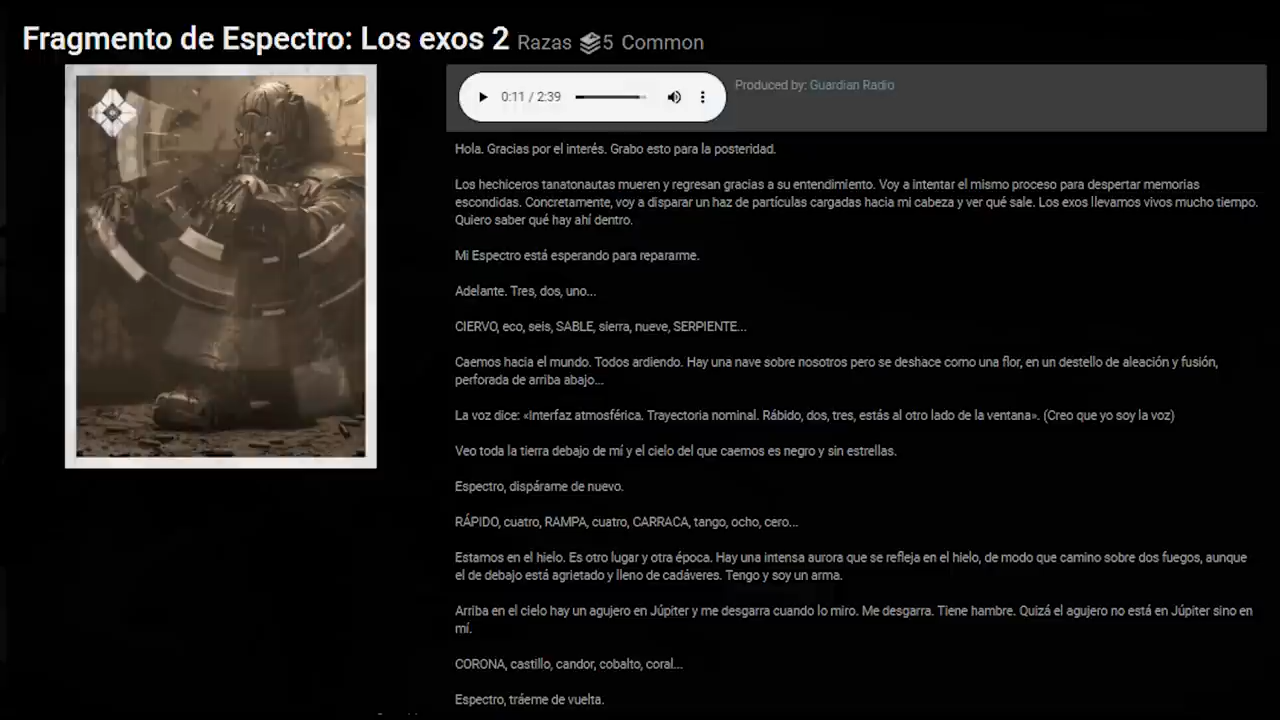 Fragmento de Espectro: Los exos 2 Razas 5 Common
0:11 / 2:39
Produced by: Guardian Radio
Hola. Gracias por el interés. Grabo esto para la posteridad.
Los hechiceros tanatonautas mueren y regresan gracias a su entendimiento. Voy a intentar el mismo proceso para despertar memorias
escondidas. Concretamente, voy a disparar un haz de partículas cargadas hacia mi cabeza y ver qué sale. Los exos llevamos vivos mucho tiempo.
Quiero saber qué hay ahí dentro.
Mi Espectro está esperando para repararme.
Adelante. Tres, dos, uno...
CIERVO, eco, seis, SABLE, sierra, nueve, SERPIENTE...
Caemos hacia el mundo. Todos ardiendo. Hay una nave sobre nosotros pero se deshace como una flor, en un destello de aleación y fusión,
perforada de arriba abajo...
La voz dice: «Interfaz atmosférica. Trayectoria nominal. Rábido, dos, tres, estás al otro lado de la ventana». (Creo que yo soy la voz)
Veo toda la tierra debajo de mí y el cielo del que caemos es negro y sin estrellas.
Espectro, dispárame de nuevo.
RÁPIDO, cuatro, RAMPA, cuatro, CARRACA, tango, ocho, cero...
Estamos en el hielo. Es otro lugar y otra época. Hay una intensa aurora que se refleja en el hielo, de modo que camino sobre dos fuegos, aunque
el de debajo está agrietado y lleno de cadáveres. Tengo y soy un arma.
Arriba en el cielo hay un agujero en Júpiter y me desgarra cuando lo miro. Me desgarra. Tiene hambre. Quizá el agujero no está en Júpiter sino en
mí.
CORONA, castillo, candor, cobalto, coral...
Espectro, tráeme de vuelta.